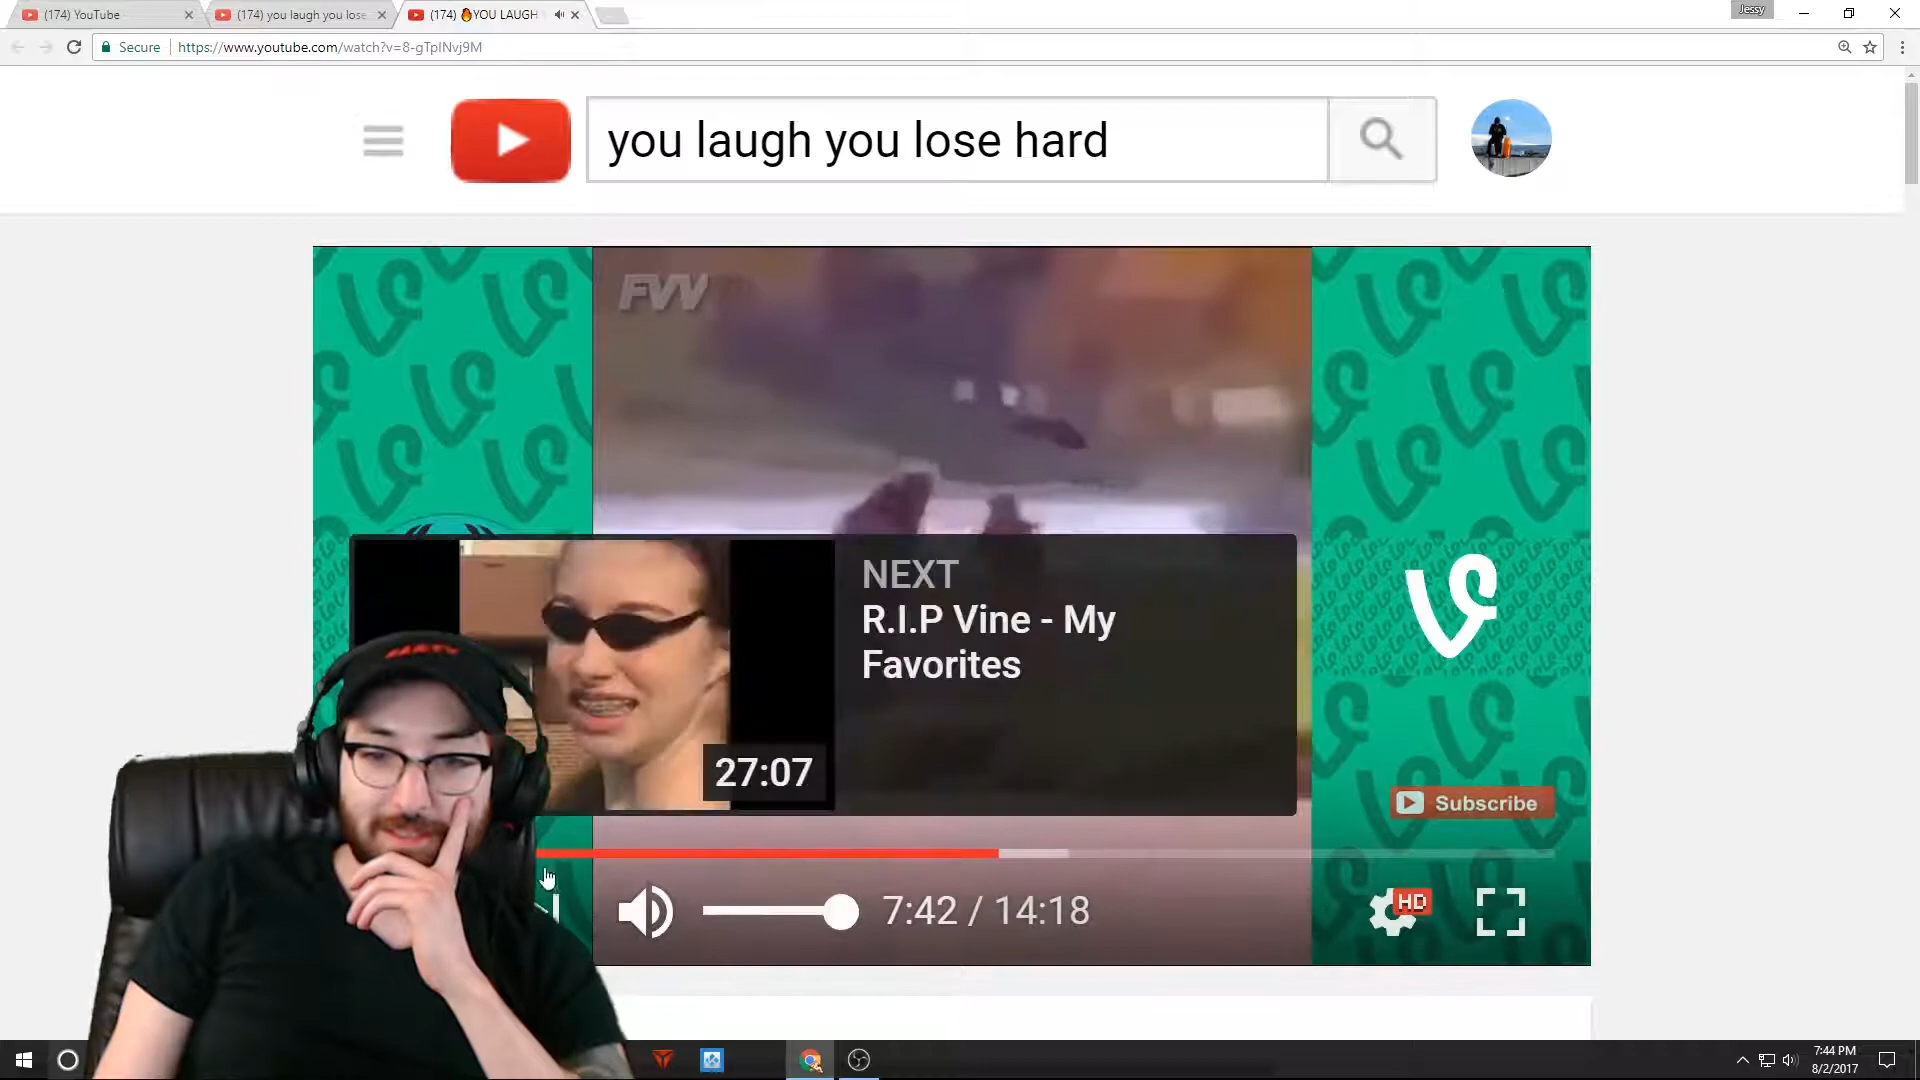 (174) YouTube
(174) you laugh you lose
(174) 🔥YOU LAUGH
Jessy
Secure
https://www.youtube.com/watch?v=8-gTpINvj9M
you laugh you lose hard
FVV
NEXT
R.I.P Vine - My
Favorites
27:07
Subscribe
7:42 / 14:18
HD
7:44 PM
8/2/2017